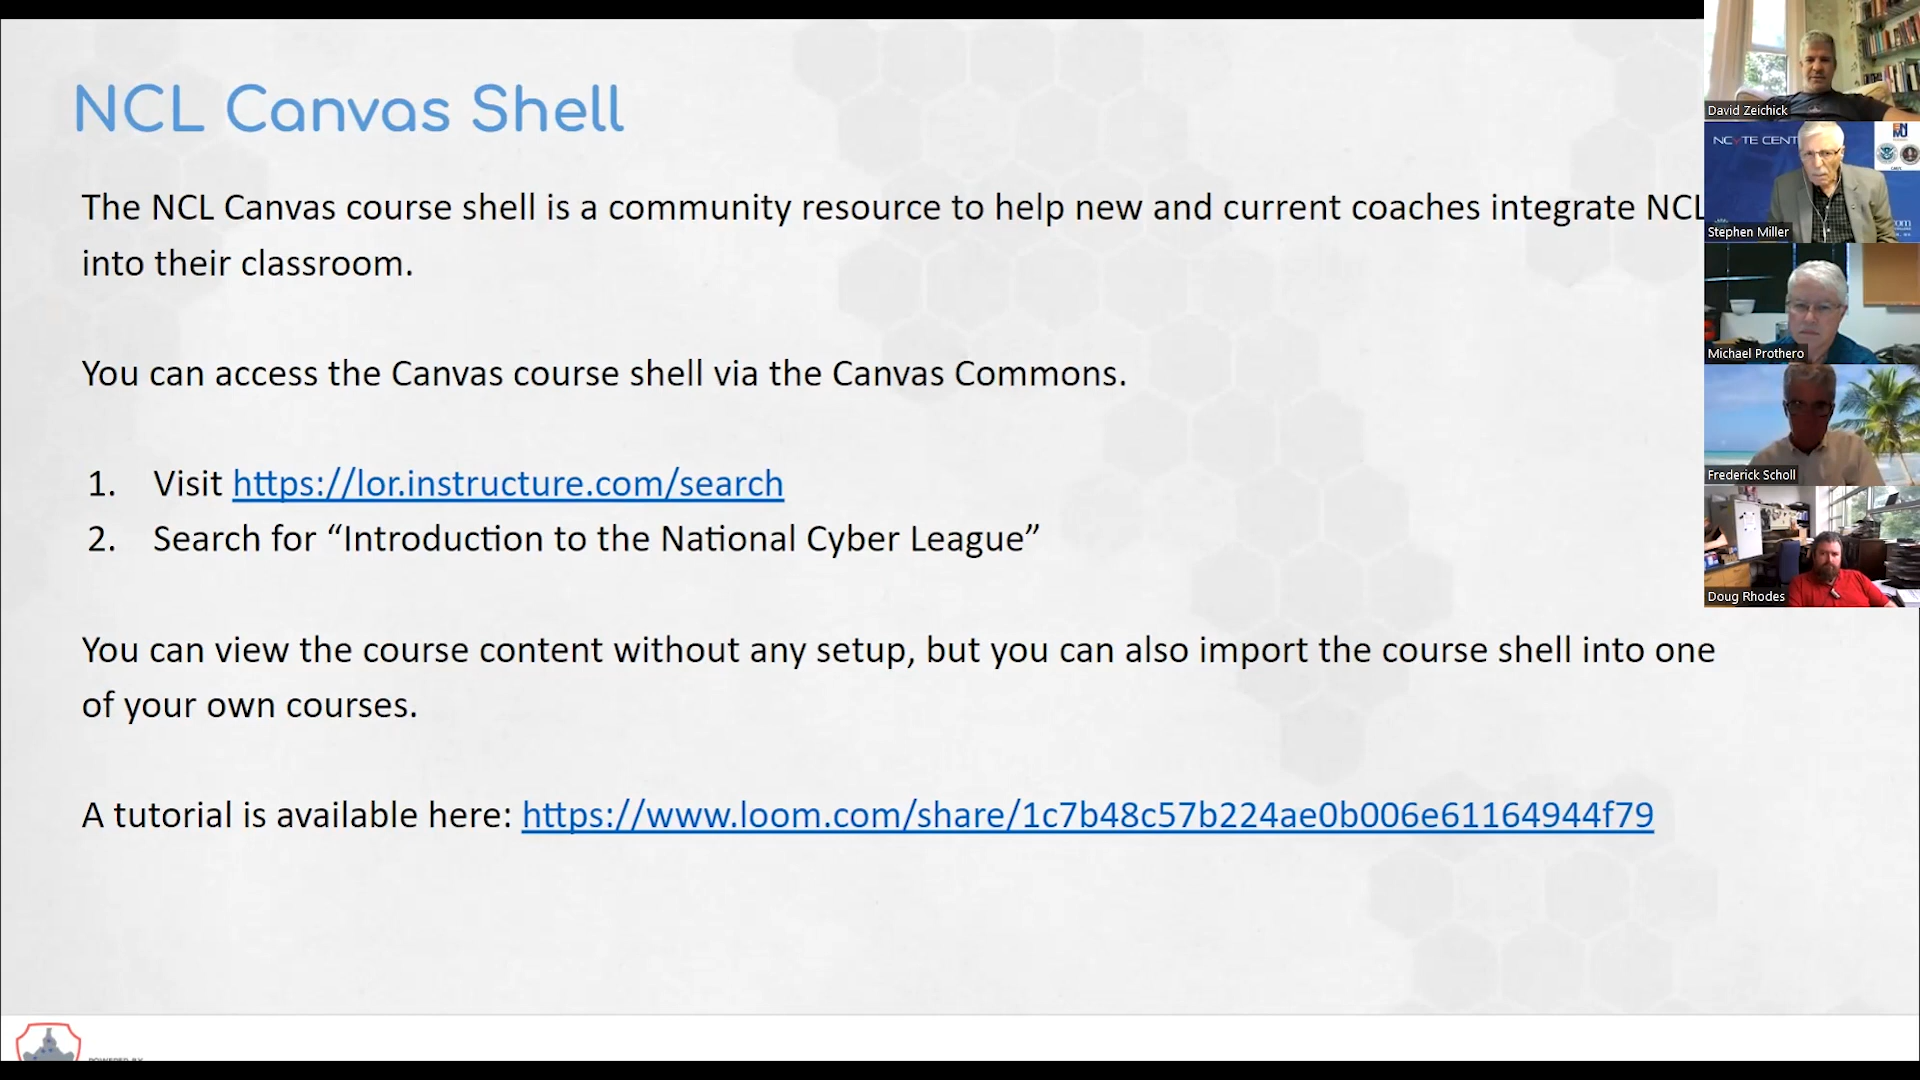 NCL Canvas Shell
The NCL Canvas course shell is a community resource to help new and current coaches integrate NCL
into their classroom.
You can access the Canvas course shell via the Canvas Commons.
1. Visit https://lor.instructure.com/search
2. Search for “Introduction to the National Cyber League”
You can view the course content without any setup, but you can also import the course shell into one
of your own courses.
A tutorial is available here: https://www.loom.com/share/1c7b48c57b224ae0b006e61164944f79
David Zeichick
NCyTE CENT
Stephen Miller
Michael Prothero
Frederick Scholl
Doug Rhodes
POWERED BY